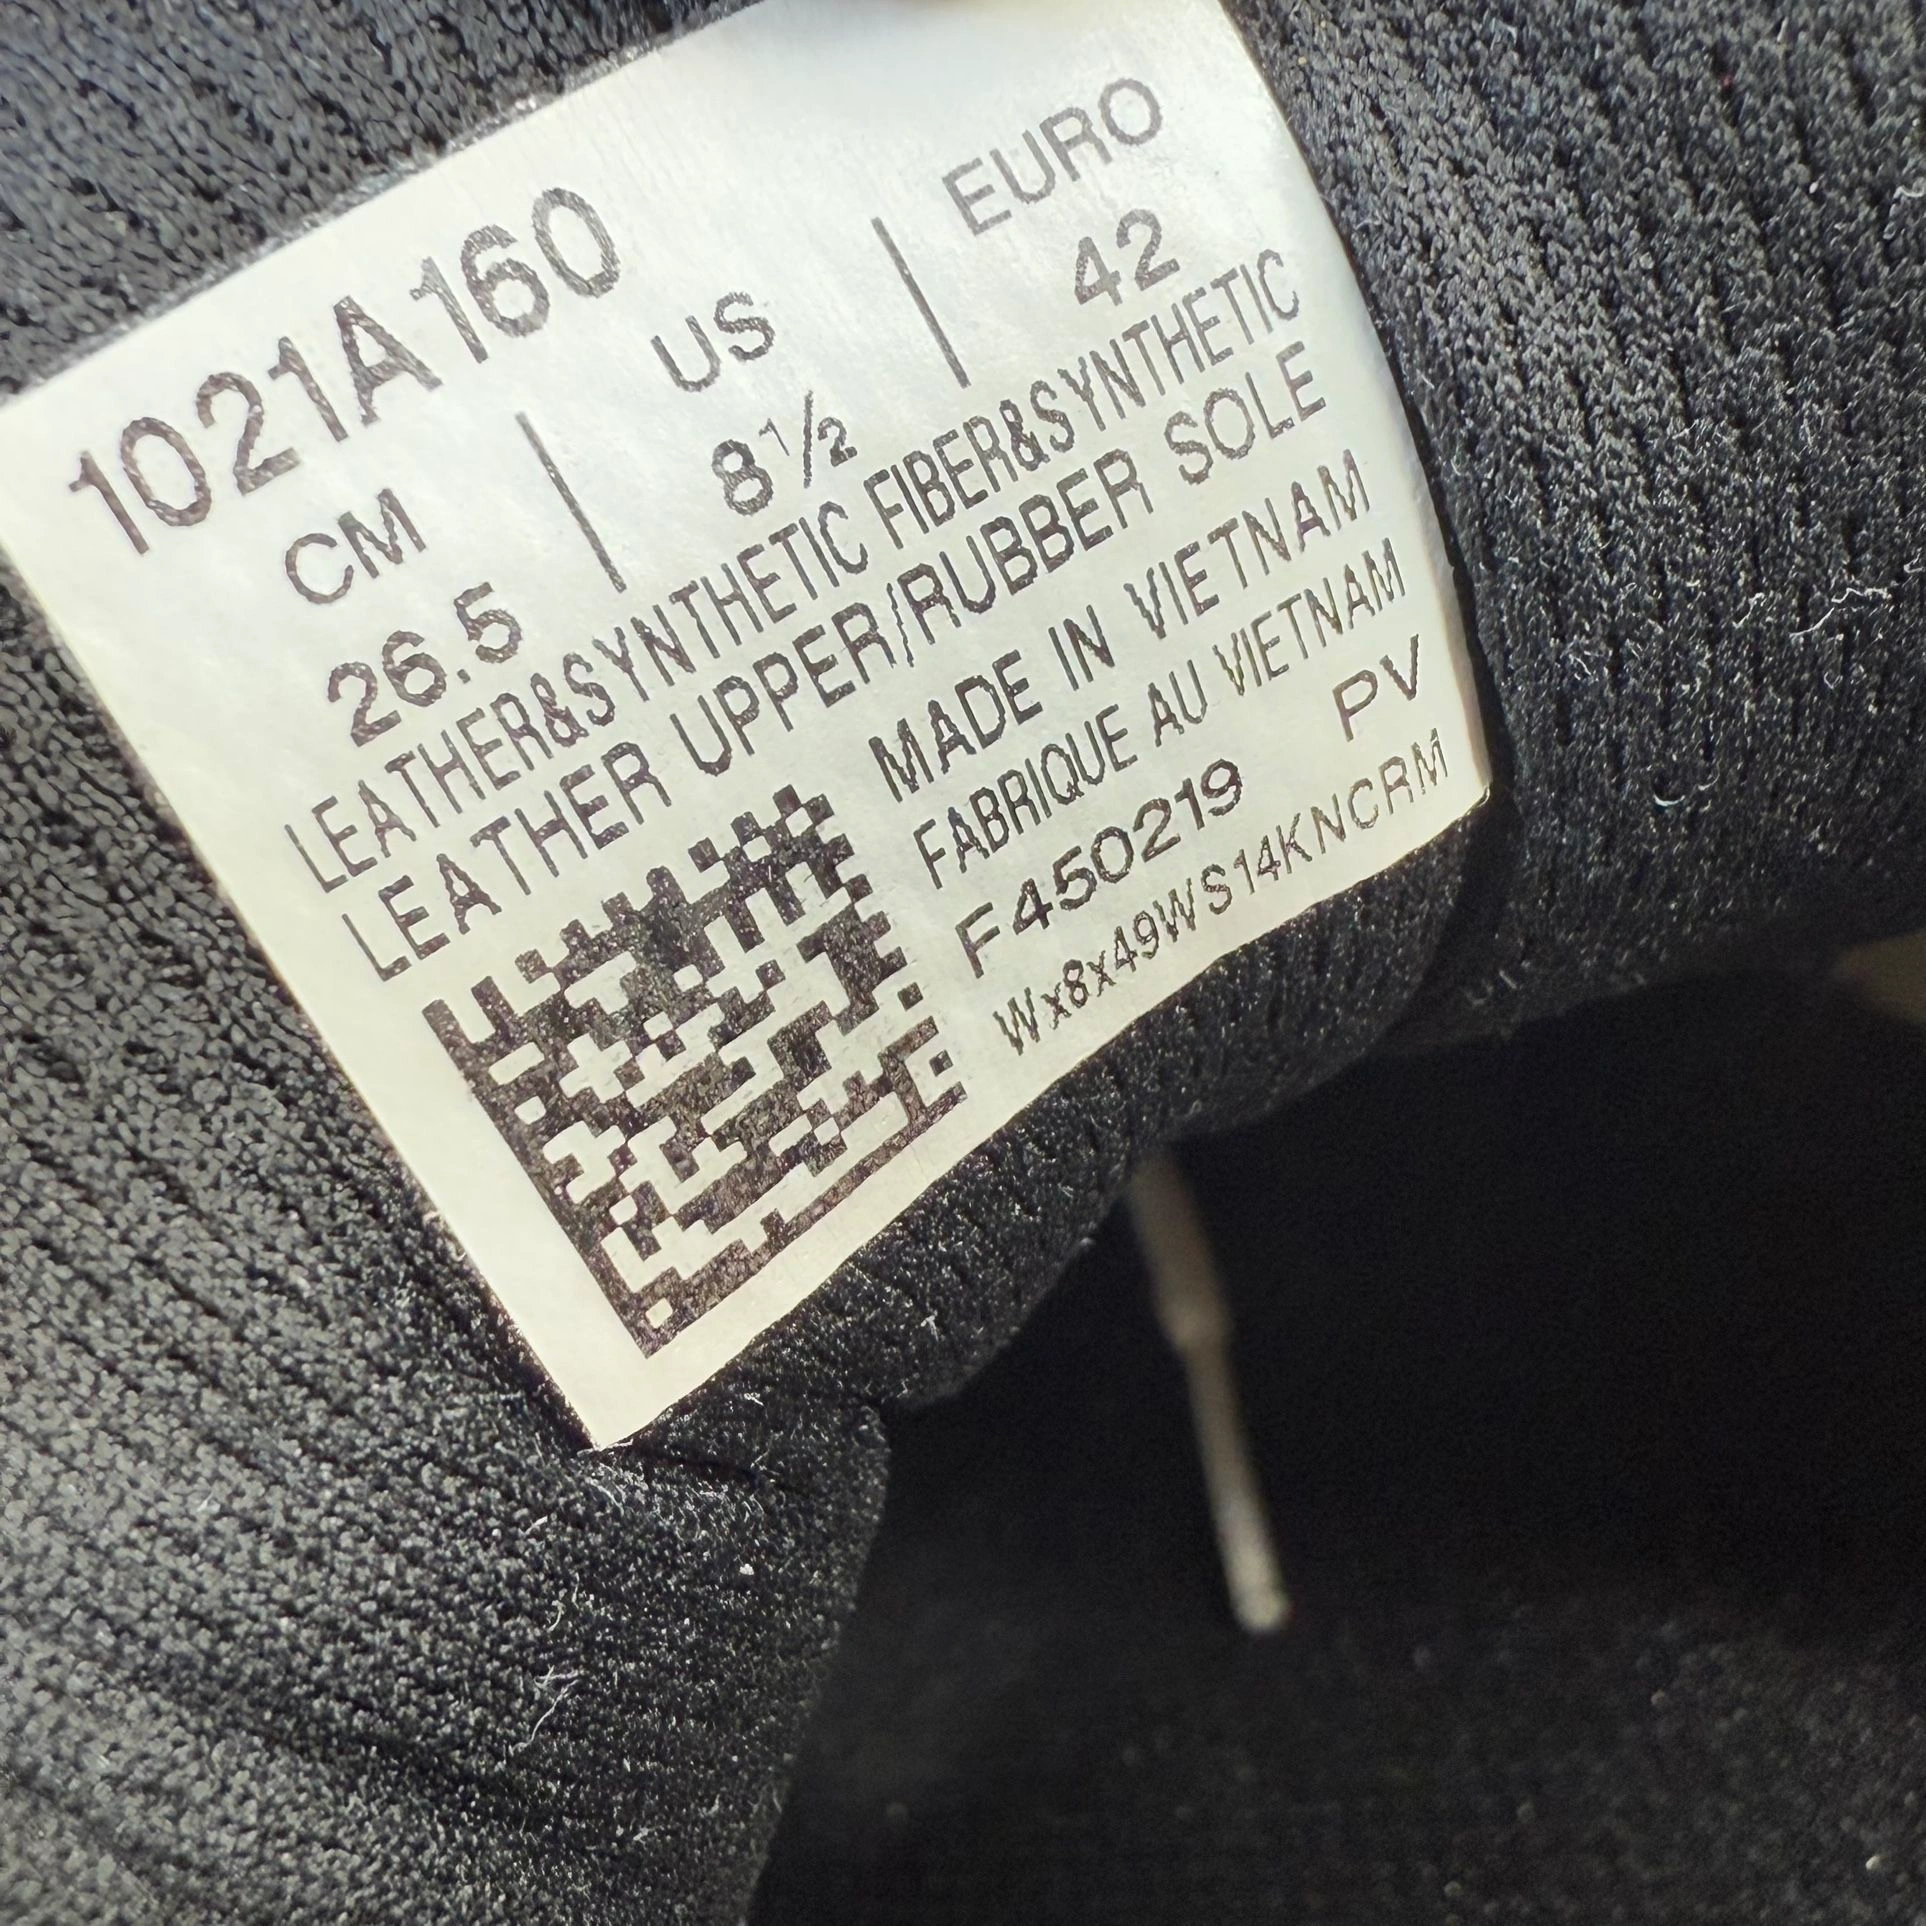 1021A160
CM | US | EURO
26.5 8½ 42
LEATHER&SYNTHETIC FIBER&SYNTHETIC
LEATHER UPPER/RUBBER SOLE
MADE IN VIETNAM
FABRIQUE AU VIETNAM
F450219 PV
Wx8x49WS14KNCRM